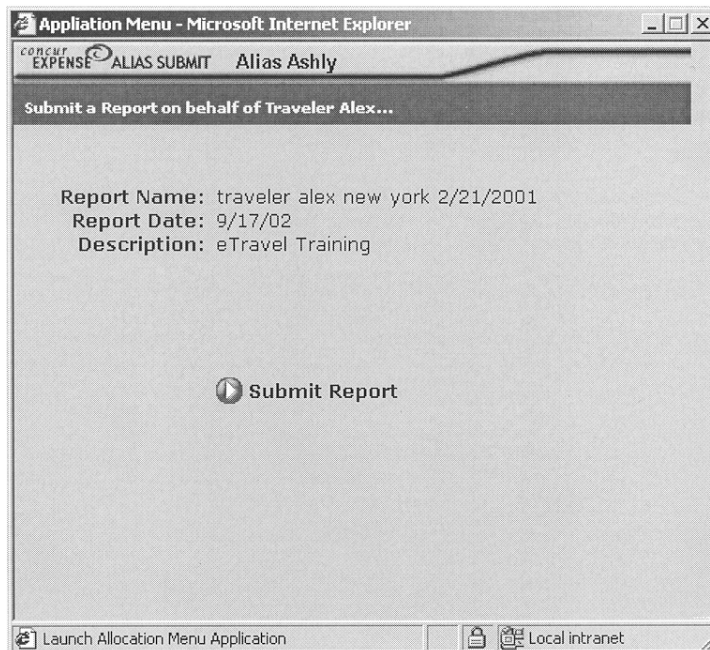 Appliation Menu - Microsoft Internet Explorer
concur
EXPENSE ALIAS SUBMIT Alias Ashly
Submit a Report on behalf of Traveler Alex...
Report Name: traveler alex new york 2/21/2001
Report Date: 9/17/02
Description: eTravel Training
Submit Report
Launch Allocation Menu Application
Local intranet